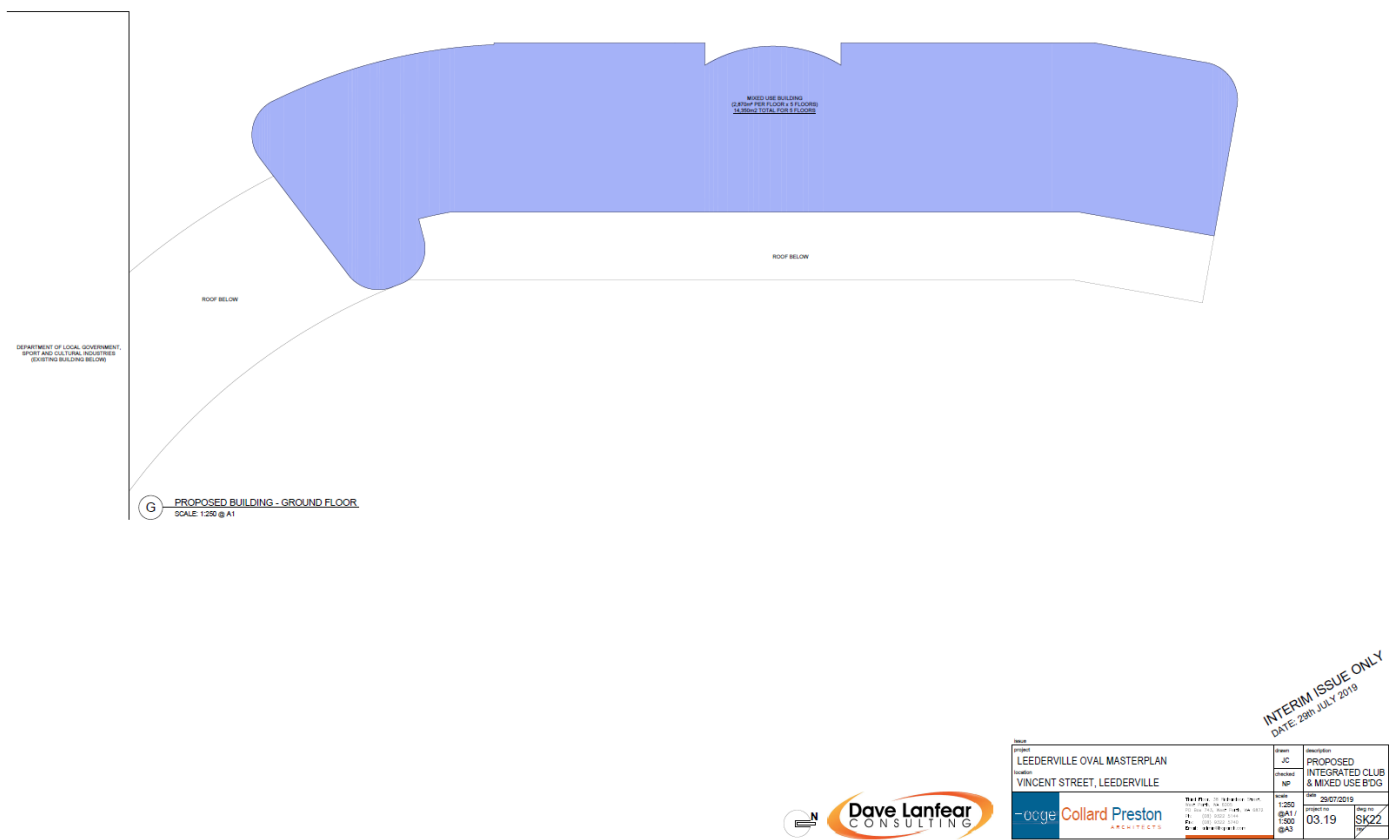 MIXED USE BUILDING
(2,870m² PER FLOOR x 5 FLOORS)
14,350m2 TOTAL FOR 5 FLOORS
ROOF BELOW
ROOF BELOW
DEPARTMENT OF LOCAL GOVERNMENT,
SPORT AND CULTURAL INDUSTRIES
(EXISTING BUILDING BELOW)
G
PROPOSED BUILDING - GROUND FLOOR
SCALE: 1:250 @ A1
INTERIM ISSUE ONLY
DATE: 29th JULY 2019
issue
project
LEEDERVILLE OVAL MASTERPLAN
location
VINCENT STREET, LEEDERVILLE
drawn
JC
checked
NP
description
PROPOSED
INTEGRATED CLUB
& MIXED USE B'DG
scale
1:250
@A1 /
1:500
@A3
date
29/07/2019
project no
03.19
dwg no
SK22
rev
N
Dave Lanfear
CONSULTING
Collard Preston
ARCHITECTS